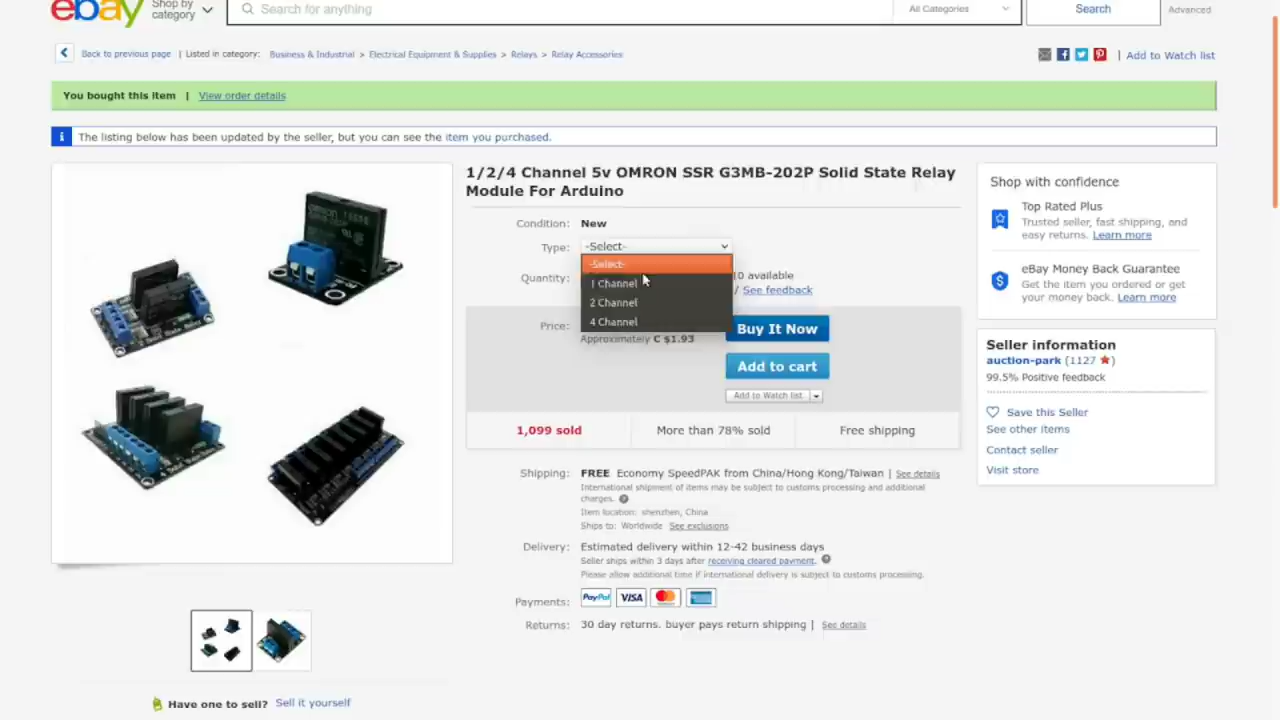 ebay
Shop by
category
Search for anything
All Categories
Search
Advanced
Back to previous page | Listed in category: Business & Industrial > Electrical Equipment & Supplies > Relays > Relay Accessories
| Add to Watch list
You bought this item | View order details
i The listing below has been updated by the seller, but you can see the item you purchased.
1/2/4 Channel 5v OMRON SSR G3MB-202P Solid State Relay
Module For Arduino
Condition: New
Type: -Select-
-Select-
1 Channel
2 Channel
4 Channel
Quantity:
10 available
/ See feedback
Price:
Approximately C $1.93
Buy It Now
Add to cart
Add to Watch list
1,099 sold
More than 78% sold
Free shipping
Shipping: FREE Economy SpeedPAK from China/Hong Kong/Taiwan | See details
International shipment of items may be subject to customs processing and additional
charges.
Item location: shenzhen, China
Ships to: Worldwide See exclusions
Delivery: Estimated delivery within 12-42 business days
Seller ships within 3 days after receiving cleared payment.
Please allow additional time if international delivery is subject to customs processing.
Payments: PayPal VISA
Returns: 30 day returns. buyer pays return shipping | See details
Shop with confidence
Top Rated Plus
Trusted seller, fast shipping, and
easy returns. Learn more
eBay Money Back Guarantee
Get the item you ordered or get
your money back. Learn more
Seller information
auction-park (1127)
99.5% Positive feedback
Save this Seller
See other items
Contact seller
Visit store
Have one to sell? Sell it yourself